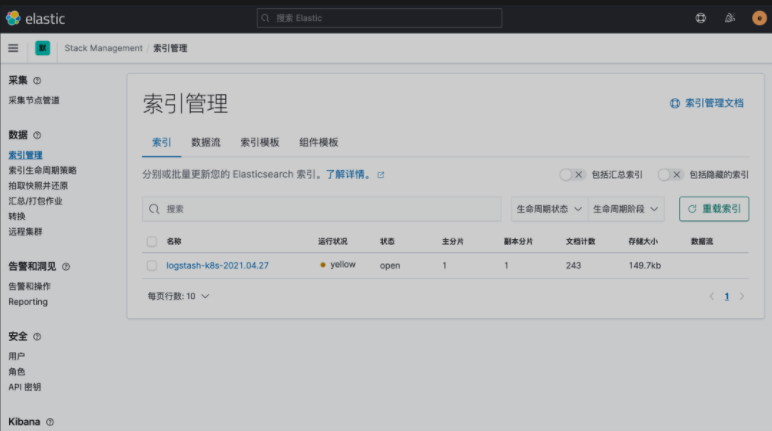 elastic
搜索 Elastic
e
默
Stack Management / 索引管理
采集
采集节点管道
数据
索引管理
索引生命周期策略
拍取快照并还原
汇总/打包作业
转换
远程集群
告警和洞见
告警和操作
Reporting
安全
用户
角色
API 密钥
Kibana
索引管理
索引管理文档
索引 数据流 索引模板 组件模板
分别或批量更新您的 Elasticsearch 索引。了解详情。
包括汇总索引 包括隐藏的索引
搜索
生命周期状态 生命周期阶段 重载索引
名称 运行状况 状态 主分片 副本分片 文档计数 存储大小 数据流
logstash-k8s-2021.04.27 yellow open 1 1 243 149.7kb
每页行数: 10
1